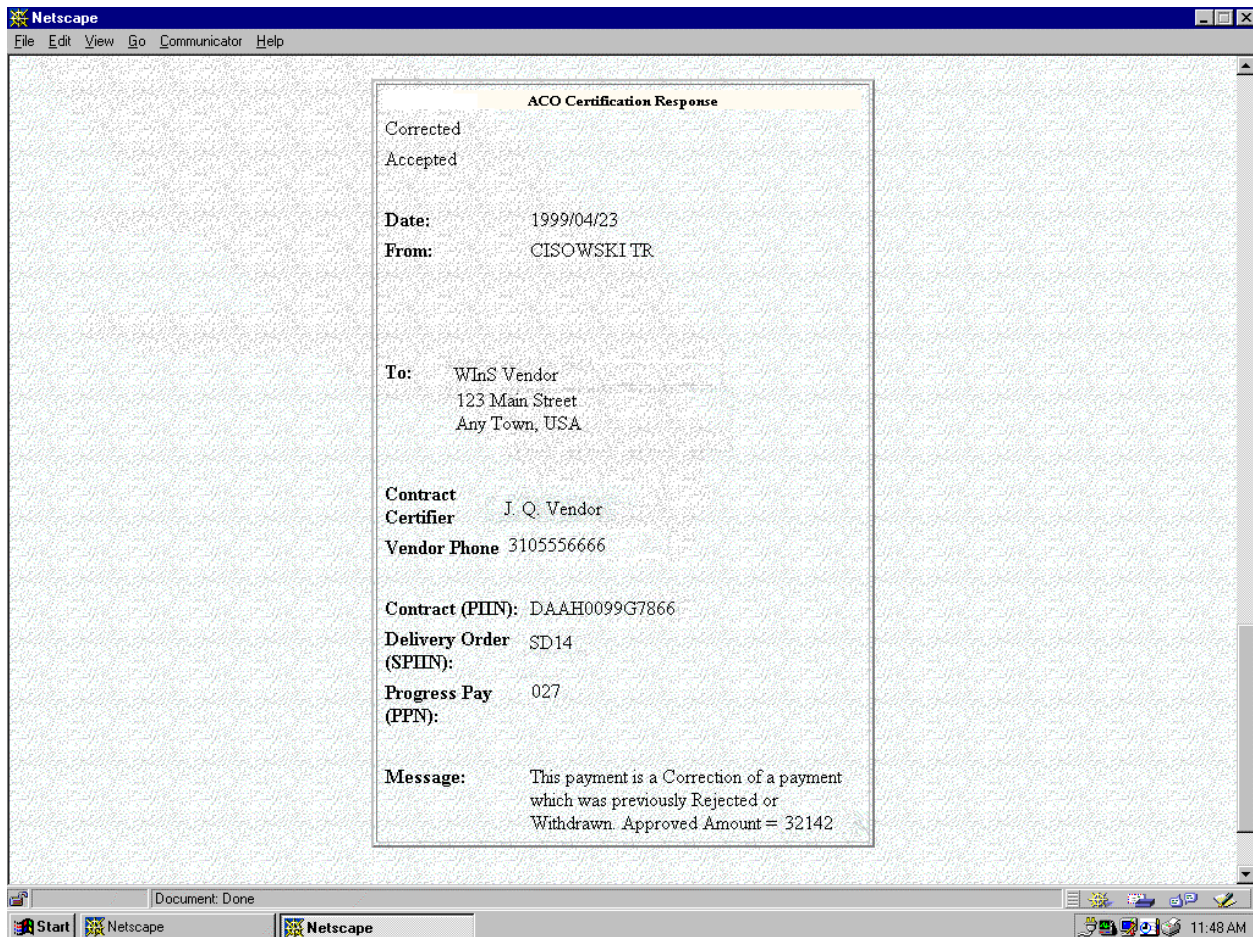 Netscape
File Edit View Go Communicator Help
ACO Certification Response
Corrected
Accepted
Date: 1999/04/23
From: CISOWSKI TR
To: WInS Vendor
123 Main Street
Any Town, USA
Contract
Certifier J. Q. Vendor
Vendor Phone 3105556666
Contract (PIIN): DAAH0099G7866
Delivery Order
(SPIIN): SD14
Progress Pay
(PPN): 027
Message: This payment is a Correction of a payment
which was previously Rejected or
Withdrawn. Approved Amount = 32142
Document: Done
Start Netscape Netscape 11:48 AM